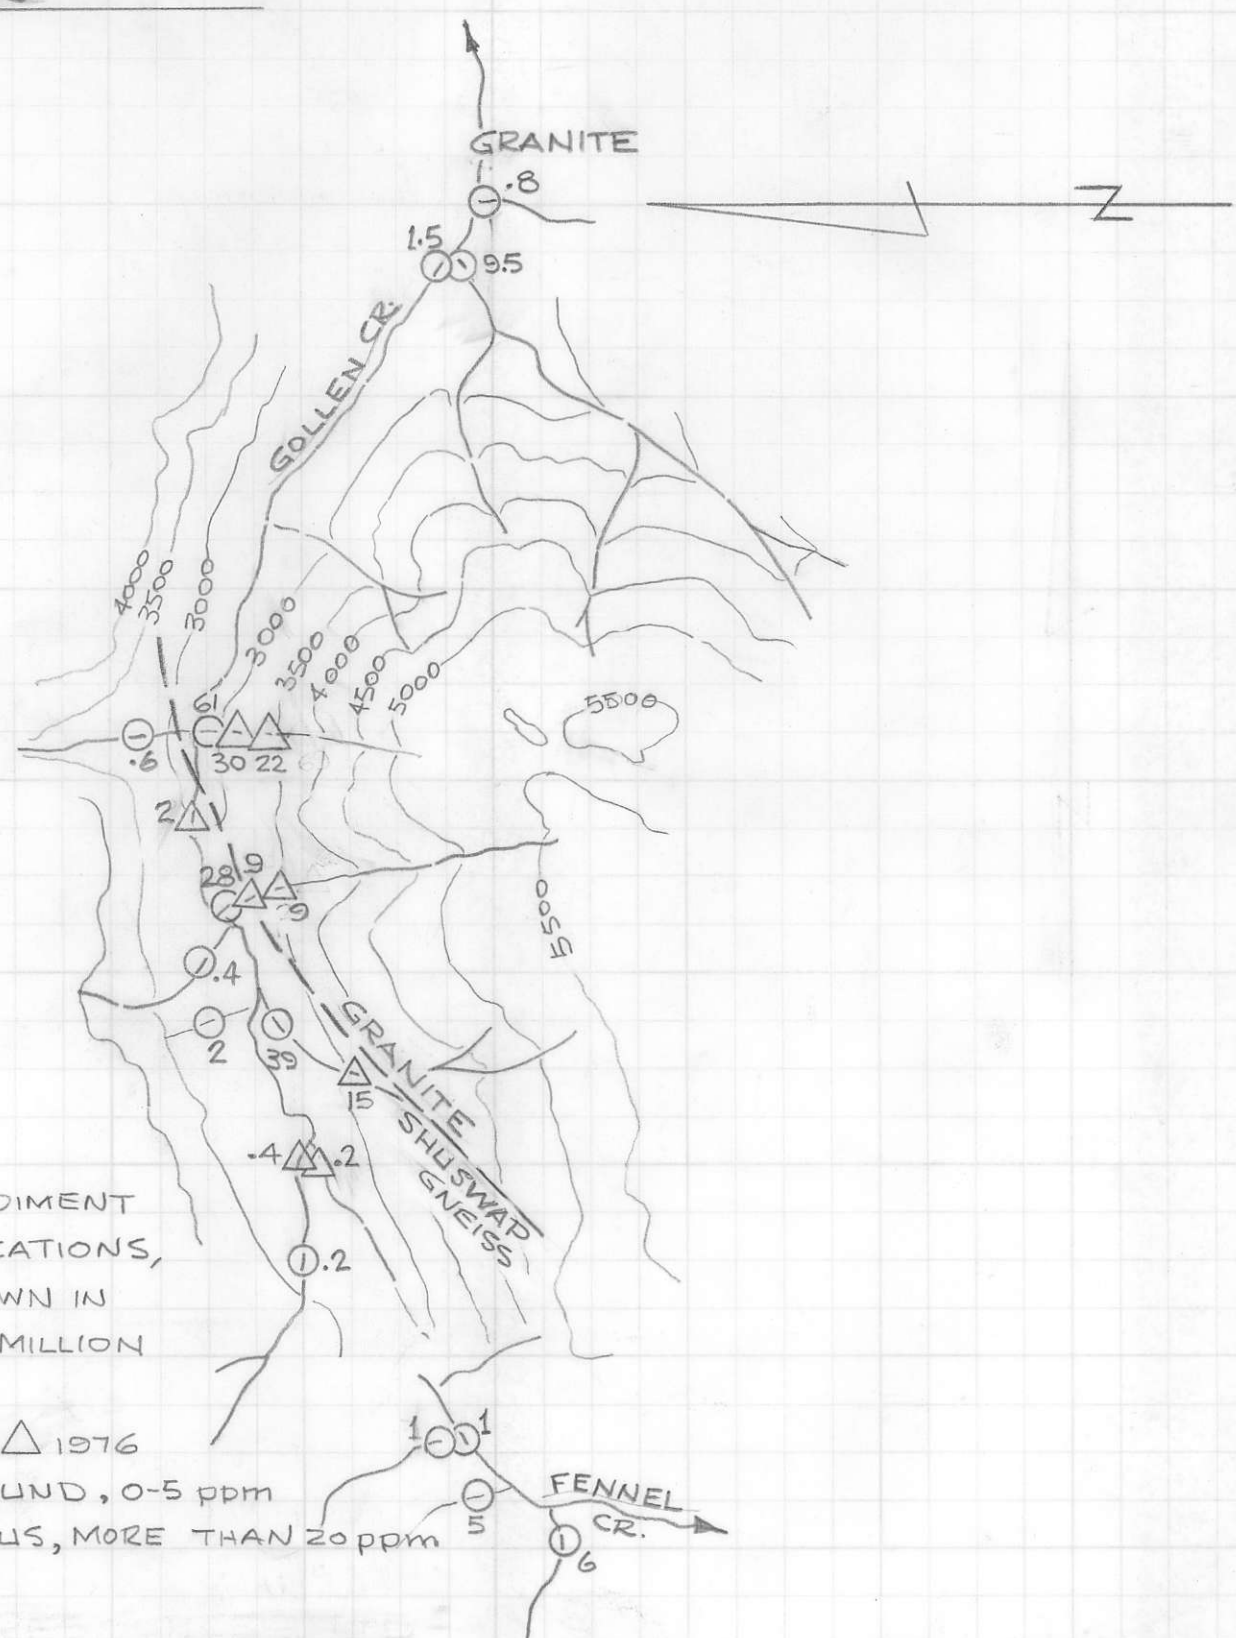 GRANITE
.8
N
1.5
9.5
GOLLEN CR.
4000
3500
3000
3000
3500
4000
4500
5000
5500
61
.6
30
22
2
28
9
39
5500
.4
2
39
GRANITE
SHUSWAP
GNEISS
15
.4
.2
DIMENT
CATIONS,
WN IN
MILLION
.2
△ 1976
UND, 0-5 ppm
US, MORE THAN 20 ppm
1
1
5
FENNEL
CR.
6